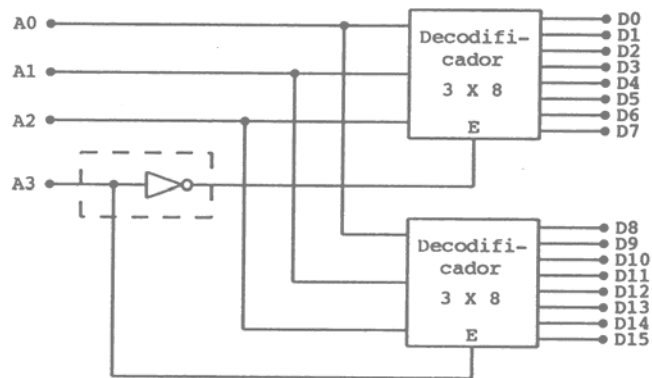 A0
A1
A2
A3
Decodifi-
cador
3 X 8
E
D0
D1
D2
D3
D4
D5
D6
D7
Decodifi-
cador
3 X 8
E
D8
D9
D10
D11
D12
D13
D14
D15